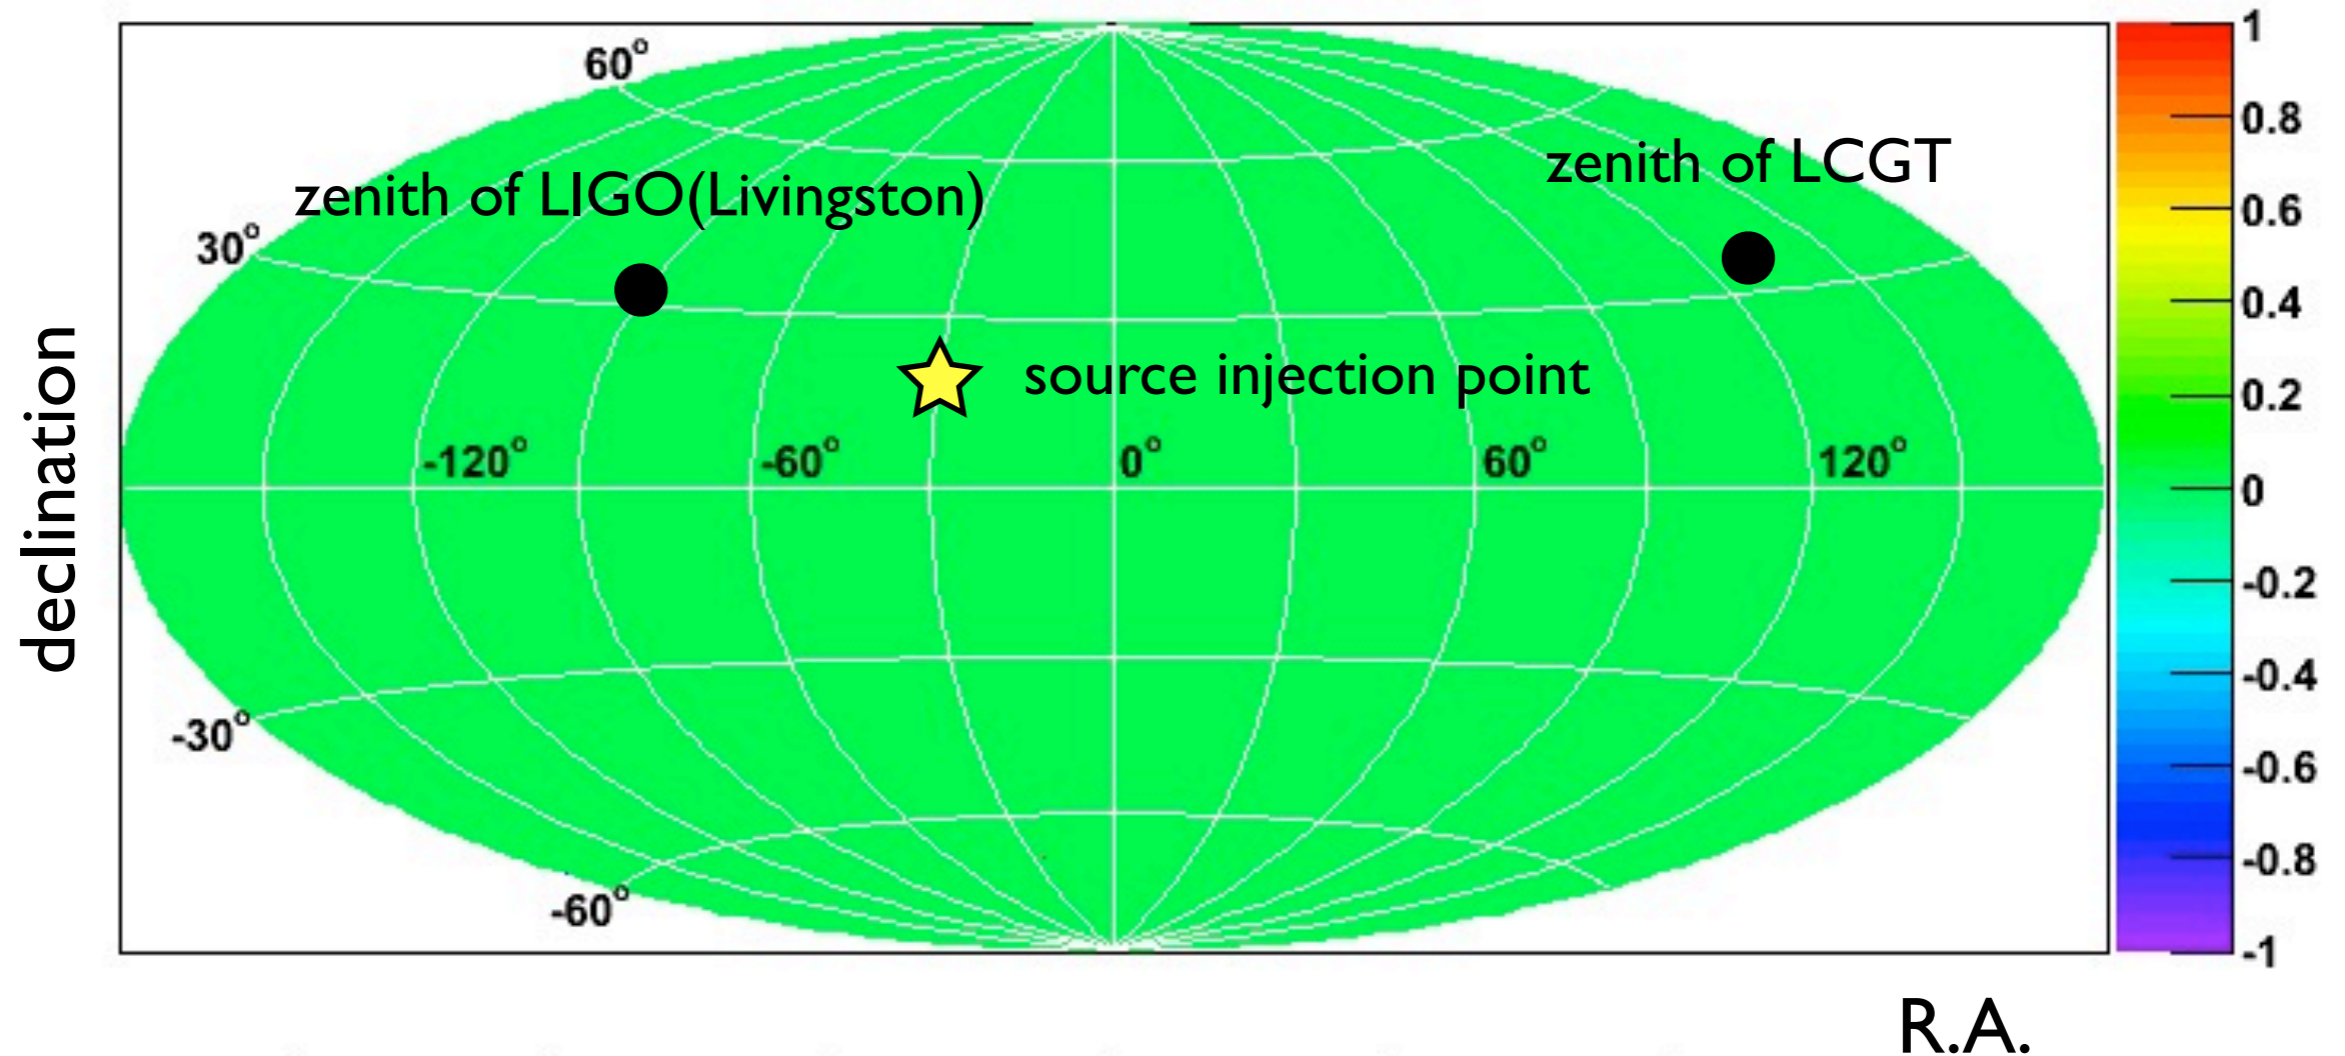 60°
zenith of LCGT
zenith of LIGO(Livingston)
30°
source injection point
-120° -60° 0° 60° 120°
-30°
-60°
declination
R.A.
1
0.8
0.6
0.4
0.2
0
-0.2
-0.4
-0.6
-0.8
-1